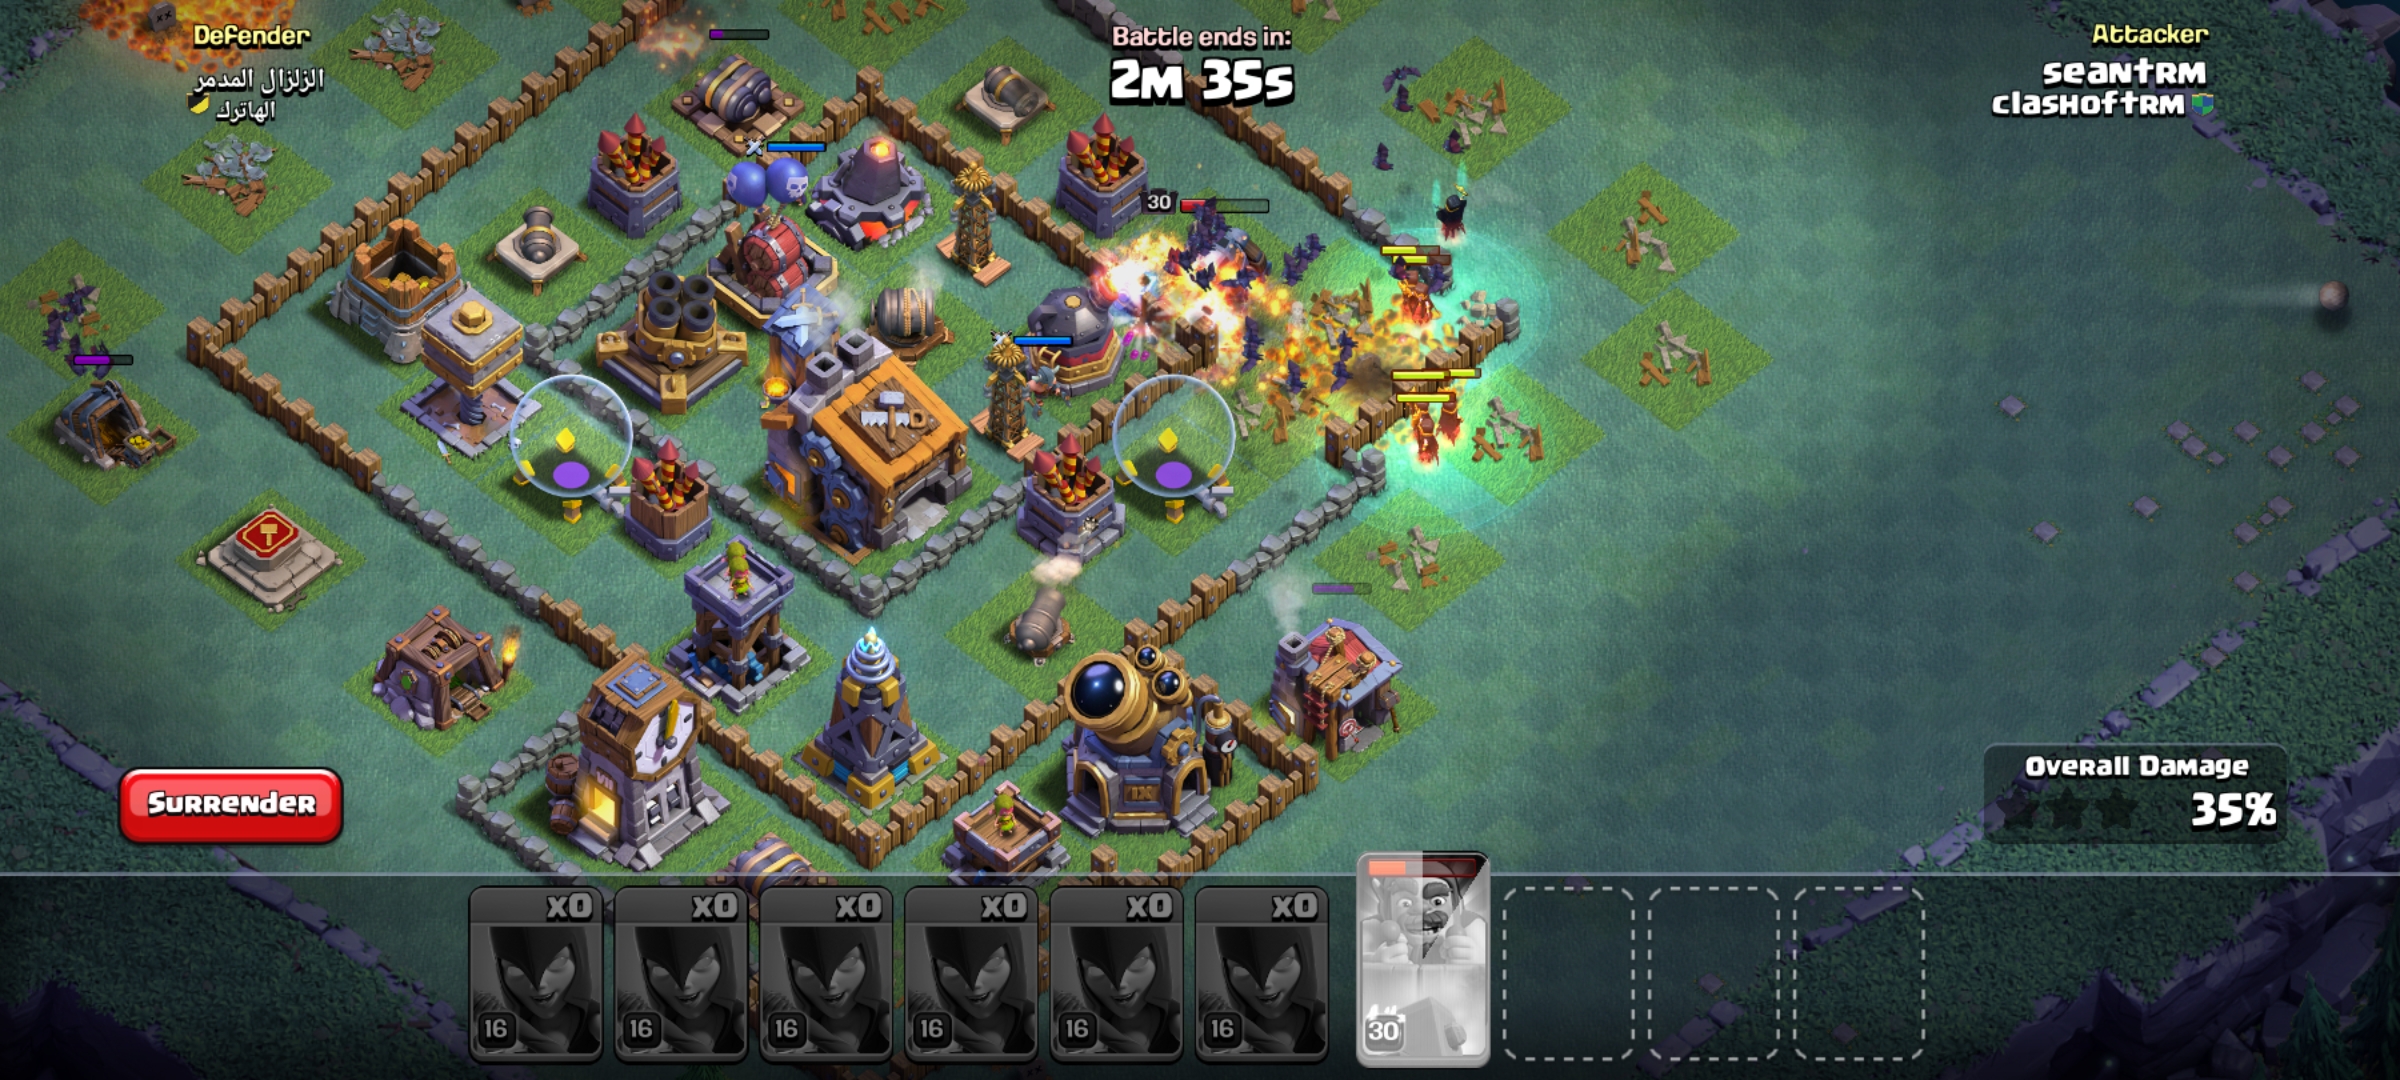 Defender
الزلزال المدمر
الهاترك
Battle ends in:
2M 35s
Attacker
seantRM
clashoftRM
30
Surrender
Overall Damage
35%
x0
x0
x0
x0
x0
x0
16
16
16
16
16
16
30